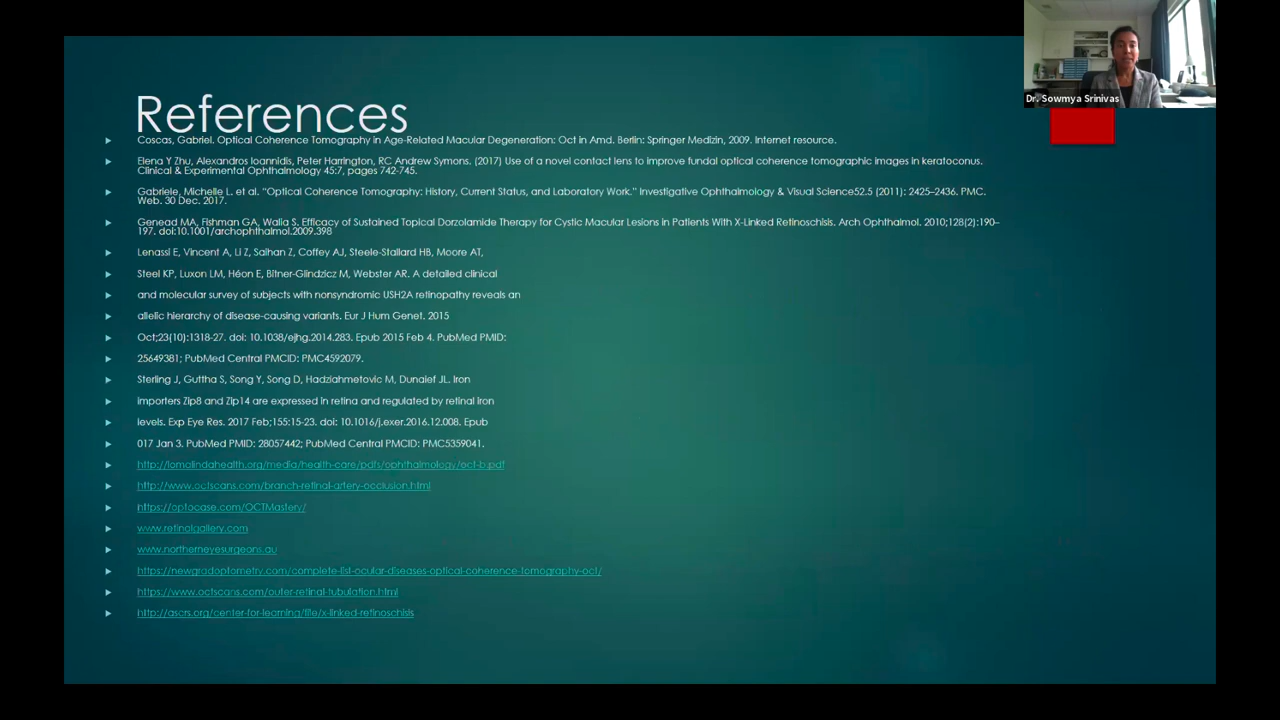 Dr. Sowmya Srinivas
References
Coscas, Gabriel. Optical Coherence Tomography in Age-Related Macular Degeneration: Oct in Amd. Berlin: Springer Medizin, 2009. Internet resource.
Elena Y Zhu, Alexandros Ioannidis, Peter Harrington, RC Andrew Symons. (2017) Use of a novel contact lens to improve fundal optical coherence tomographic images in keratoconus.
Clinical & Experimental Ophthalmology 45:7, pages 742-745.
Gabriele, Michelle L. et al. "Optical Coherence Tomography: History, Current Status, and Laboratory Work." Investigative Ophthalmology & Visual Science52.5 (2011): 2425–2436. PMC.
Web. 30 Dec. 2017.
Genead MA, Fishman GA, Walia S. Efficacy of Sustained Topical Dorzolamide Therapy for Cystic Macular Lesions in Patients With X-Linked Retinoschisis. Arch Ophthalmol. 2010;128(2):190–
197. doi:10.1001/archophthalmol.2009.398
Lenassi E, Vincent A, Li Z, Saihan Z, Coffey AJ, Steele-Stallard HB, Moore AT,
Steel KP, Luxon LM, Héon E, Bitner-Glindzicz M, Webster AR. A detailed clinical
and molecular survey of subjects with nonsyndromic USH2A retinopathy reveals an
allelic hierarchy of disease-causing variants. Eur J Hum Genet. 2015
Oct;23(10):1318-27. doi: 10.1038/ejhg.2014.283. Epub 2015 Feb 4. PubMed PMID:
25649381; PubMed Central PMCID: PMC4592079.
Sterling J, Guttha S, Song Y, Song D, Hadziahmetovic M, Dunaief JL. Iron
importers Zip8 and Zip14 are expressed in retina and regulated by retinal iron
levels. Exp Eye Res. 2017 Feb;155:15-23. doi: 10.1016/j.exer.2016.12.008. Epub
017 Jan 3. PubMed PMID: 28057442; PubMed Central PMCID: PMC5359041.
http://lomalindahealth.org/media/health-care/pdfs/ophthalmology/oct-b.pdf
http://www.octscans.com/branch-retinal-artery-occlusion.html
https://optocase.com/OCTMastery/
www.retinalgallery.com
www.northerneyesurgeons.au
https://newgradoptometry.com/complete-list-ocular-diseases-optical-coherence-tomography-oct/
https://www.octscans.com/outer-retinal-tubulation.html
http://ascrs.org/center-for-learning/file/x-linked-retinoschisis